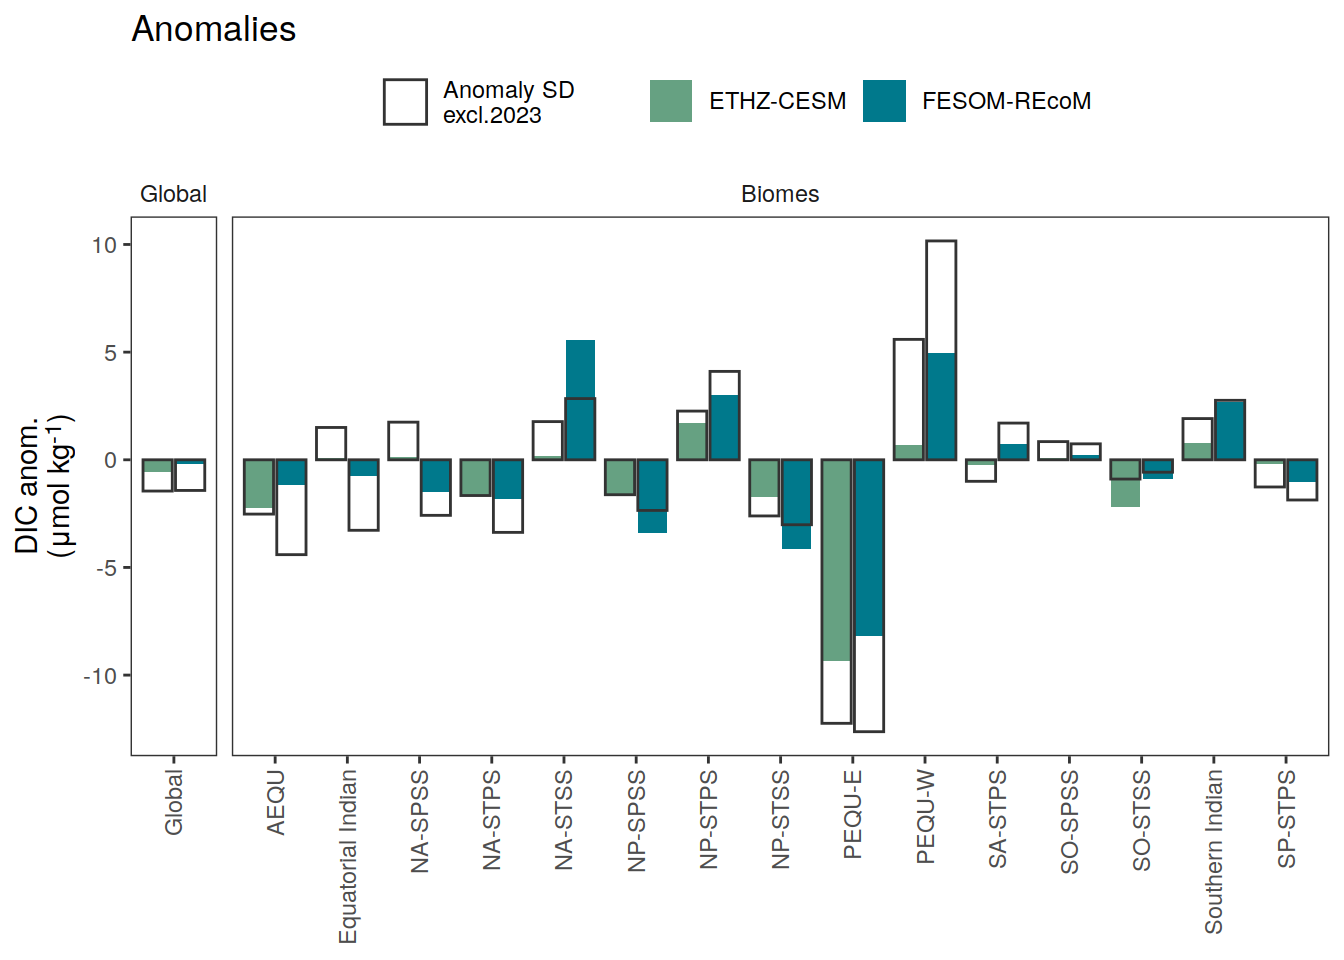 Anomalies
Anomaly SD
excl.2023
ETHZ-CESM
FESOM-REcoM
Global
Biomes
10
5
0
-5
-10
DIC anom.
(μmol kg⁻¹)
Global
AEQU
Equatorial Indian
NA-SPSS
NA-STPS
NA-STSS
NP-SPSS
NP-STPS
NP-STSS
PEQU-E
PEQU-W
SA-STPS
SO-SPSS
SO-STSS
Southern Indian
SP-STPS